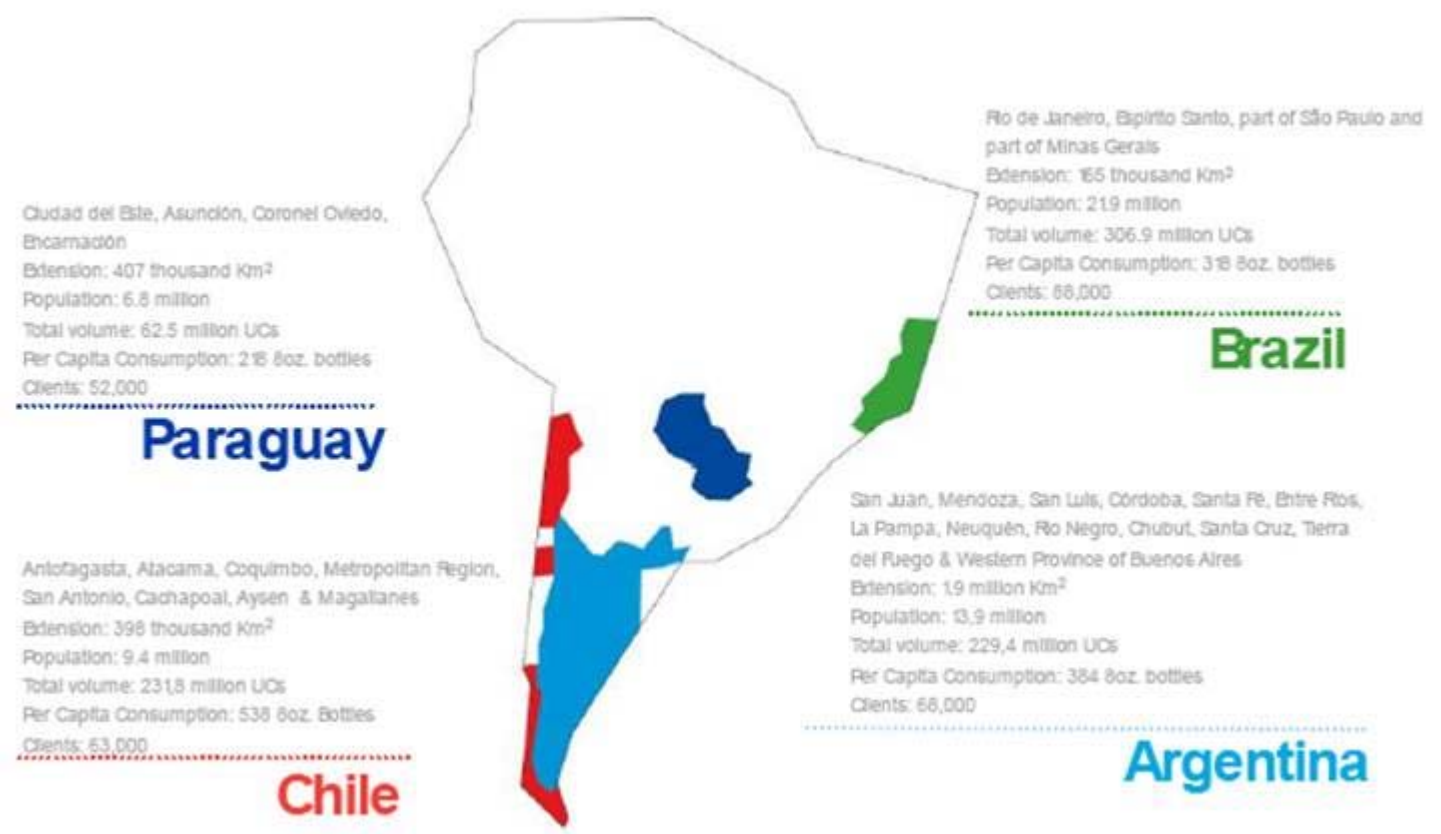 Rio de Janeiro, Espírito Santo, part of São Paulo and
part of Minas Gerais
Extension: 165 thousand Km²
Population: 21.9 million
Total volume: 306.9 million UCs
Per Capita Consumption: 318 8oz. bottles
Clients: 88,000
Brazil
Ciudad del Este, Asunción, Coronel Oviedo,
Encarnación
Extension: 407 thousand Km²
Population: 6.8 million
Total volume: 62.5 million UCs
Per Capita Consumption: 218 8oz. bottles
Clients: 52,000
Paraguay
San Juan, Mendoza, San Luis, Córdoba, Santa Fé, Entre Ríos,
La Pampa, Neuquén, Rio Negro, Chubut, Santa Cruz, Tierra
del Fuego & Western Province of Buenos Aires
Extension: 1.9 million Km²
Population: 13,9 million
Total volume: 229,4 million UCs
Per Capita Consumption: 384 8oz. bottles
Clients: 68,000
Argentina
Antofagasta, Atacama, Coquimbo, Metropolitan Region,
San Antonio, Cachapoal, Aysen & Magallanes
Extension: 398 thousand Km²
Population: 9.4 million
Total volume: 231,8 million UCs
Per Capita Consumption: 538 8oz. Bottles
Clients: 63,000
Chile